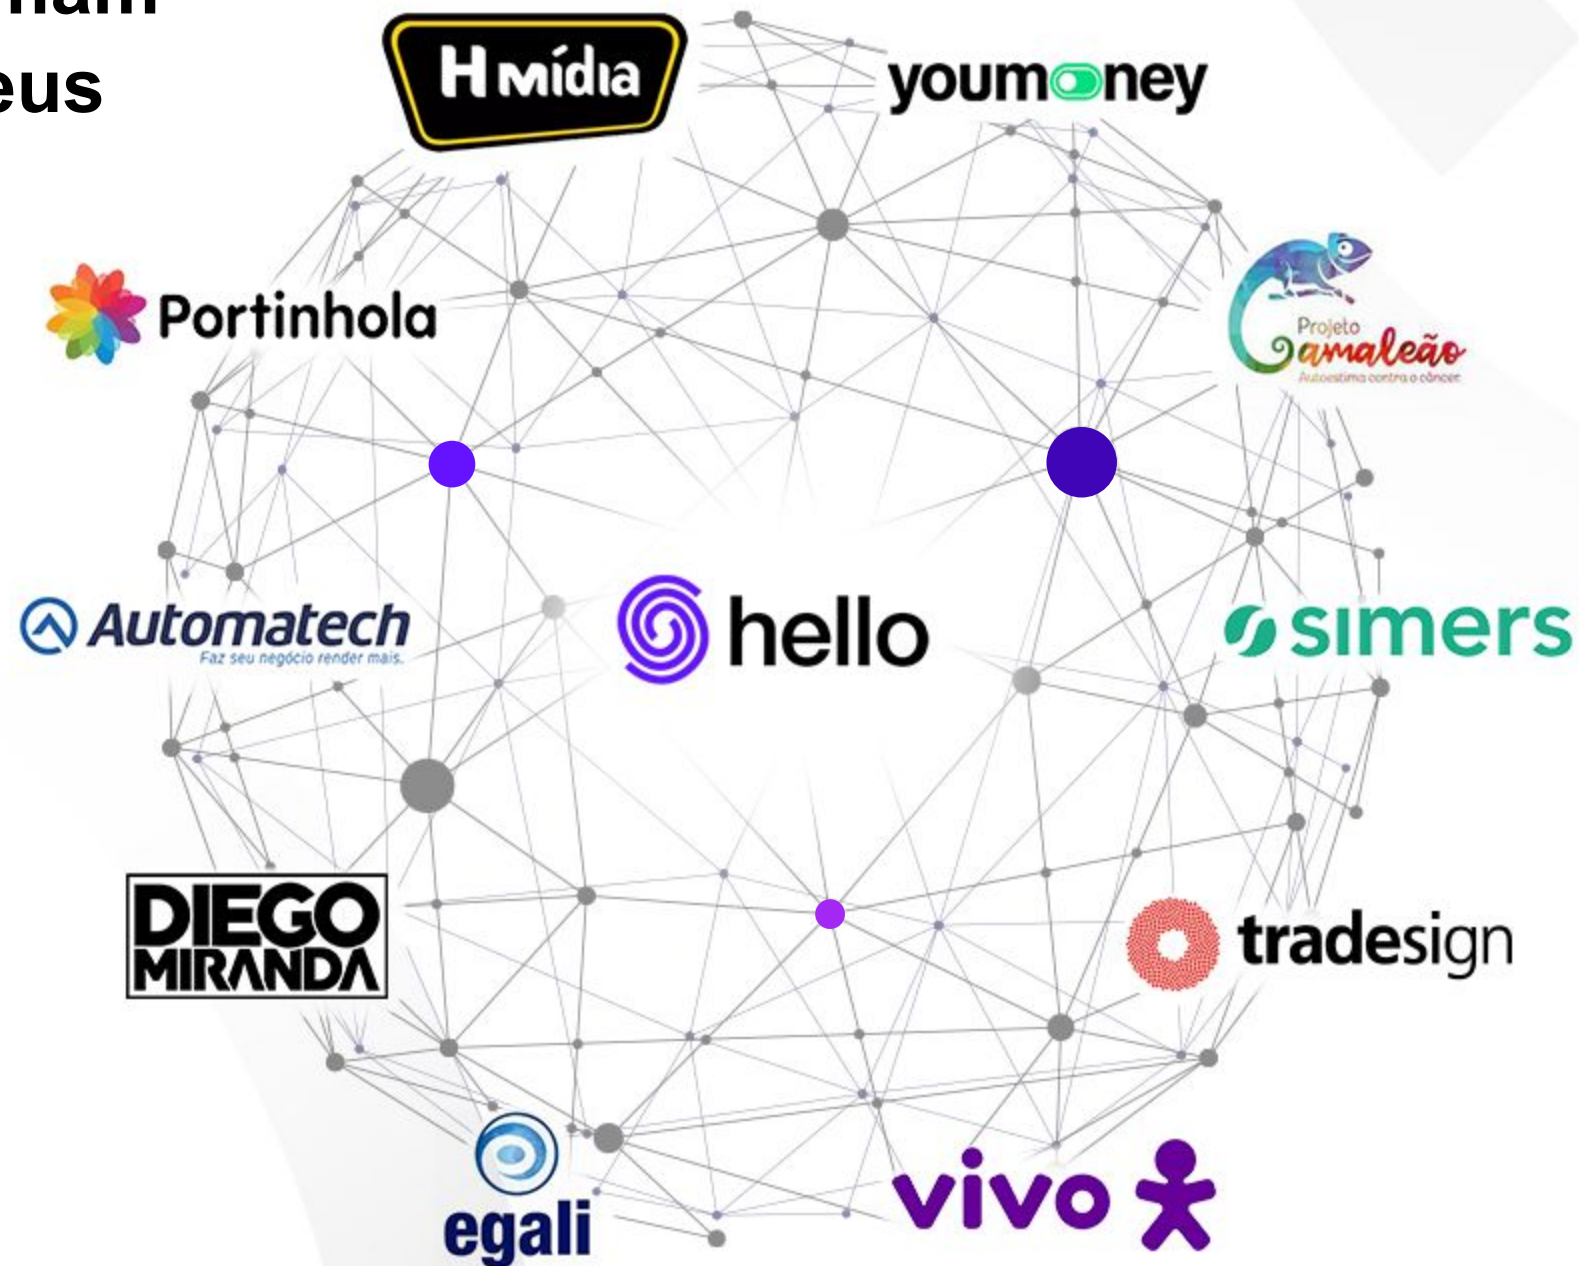 eus
H mídia
youmoney
Portinhola
Projeto
Camaleão
Autoestima contra o câncer
Automatech
Faz seu negócio render mais.
hello
simers
DIEGO
MIRANDA
tradesign
egali
vivo